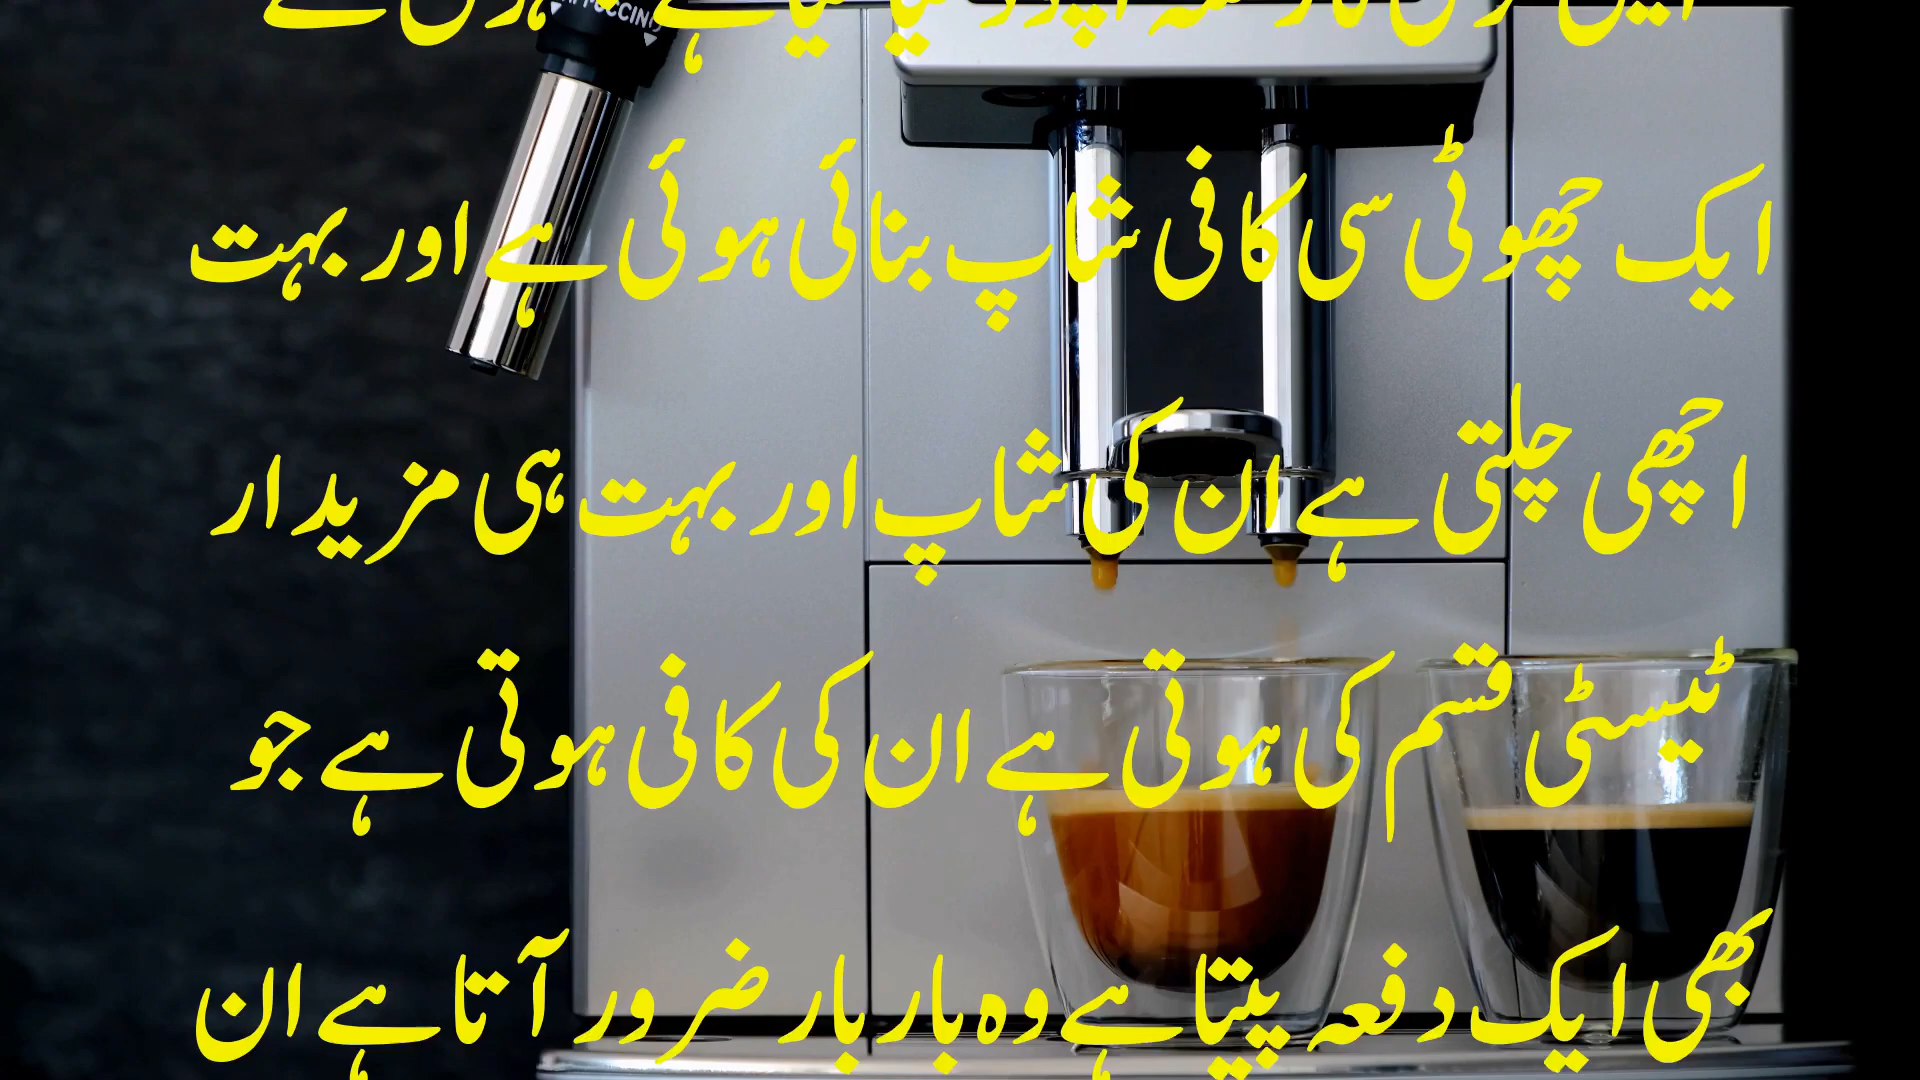 ایک چھوٹی سی کافی شاپ بنائی ہوئی ہے اور بہت
اچھی چلتی ہے ان کی شاپ اور بہت ہی مزیدار
ٹیسٹی قسم کی ہوتی ہے ان کی کافی ہوتی ہے جو
بھی ایک دفعہ پیتا ہے وہ بار بار ضرور آتا ہے ان